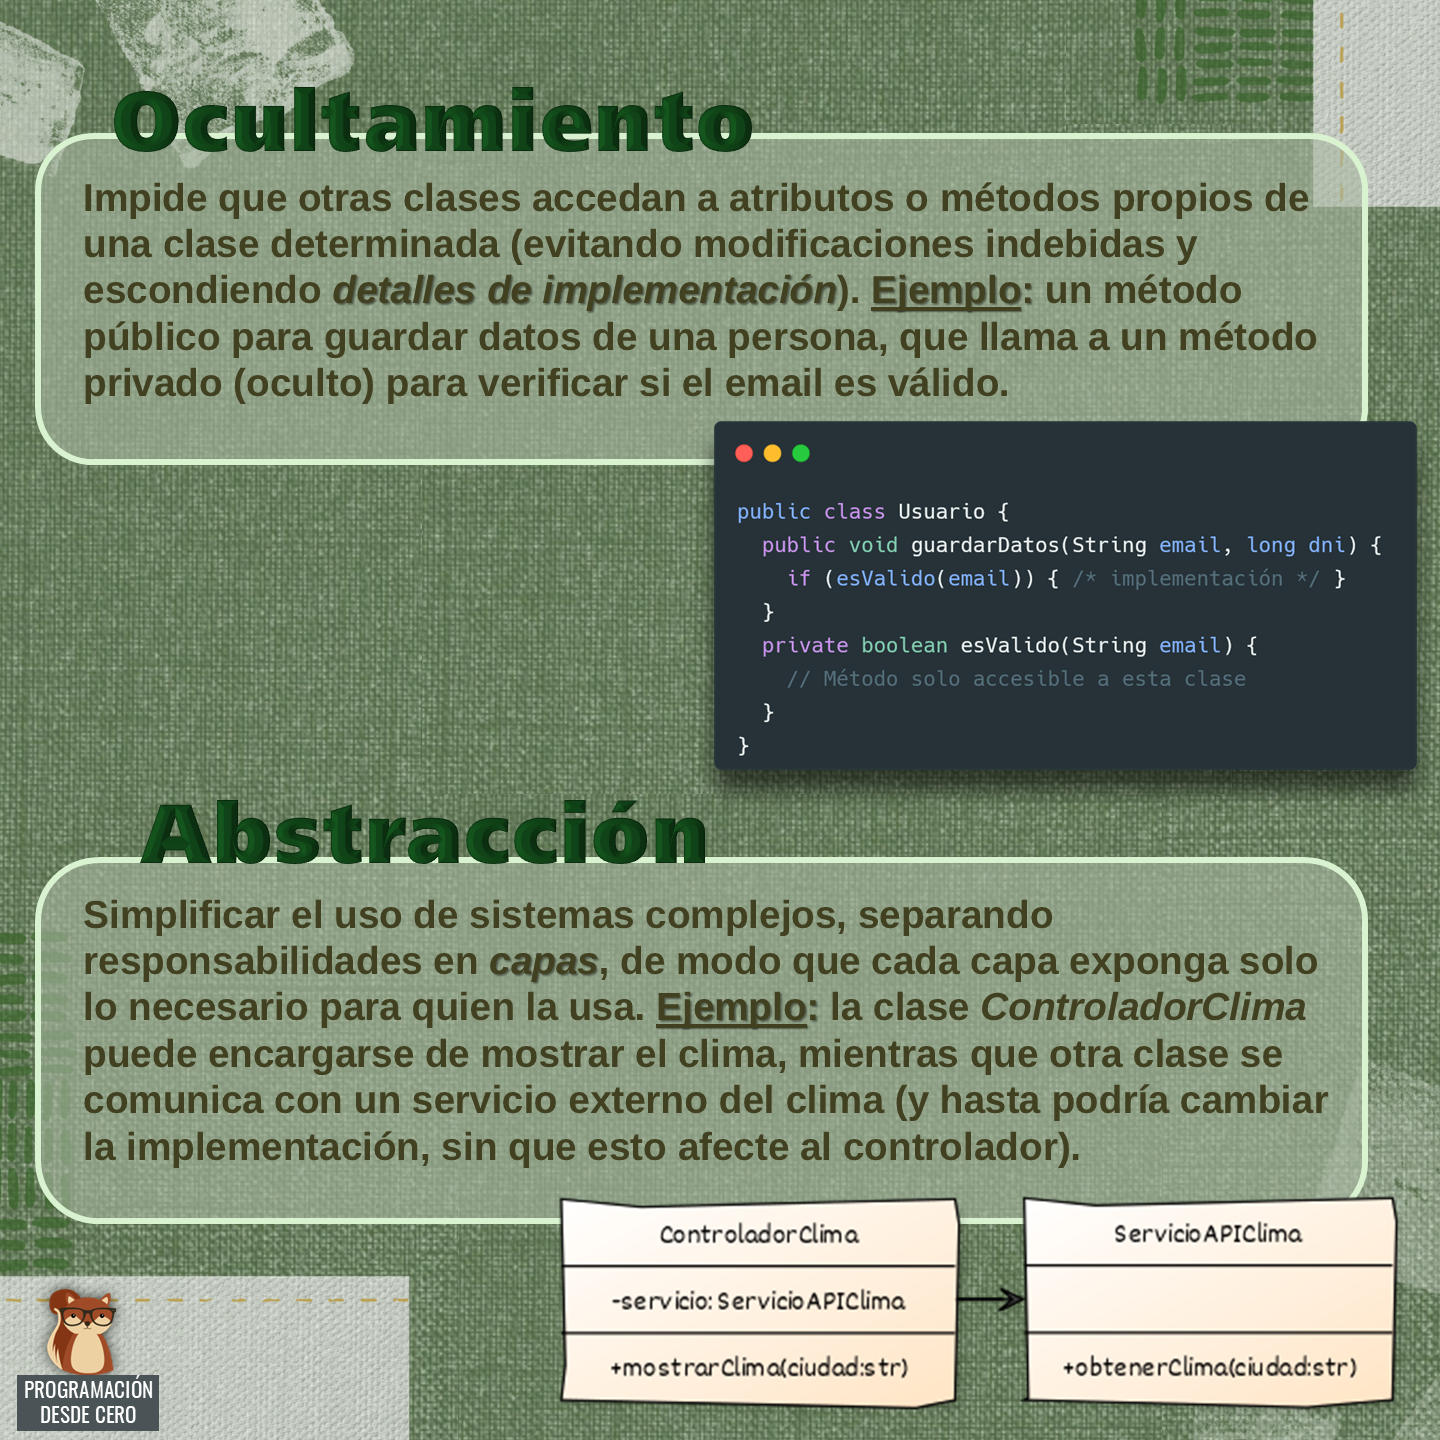 Ocultamiento
Impide que otras clases accedan a atributos o métodos propios de
una clase determinada (evitando modificaciones indebidas y
escondiendo detalles de implementación). Ejemplo: un método
público para guardar datos de una persona, que llama a un método
privado (oculto) para verificar si el email es válido.
public class Usuario {
  public void guardarDatos(String email, long dni) {
    if (esValido(email)) { /* implementación */ }
  }
  private boolean esValido(String email) {
    // Método solo accesible a esta clase
  }
}
Abstracción
Simplificar el uso de sistemas complejos, separando
responsabilidades en capas, de modo que cada capa exponga solo
lo necesario para quien la usa. Ejemplo: la clase ControladorClima
puede encargarse de mostrar el clima, mientras que otra clase se
comunica con un servicio externo del clima (y hasta podría cambiar
la implementación, sin que esto afecte al controlador).
ControladorClima
-servicio: ServicioAPIClima
+mostrarClima(ciudad:str)
ServicioAPIClima
+obtenerClima(ciudad:str)
PROGRAMACIÓN
DESDE CERO